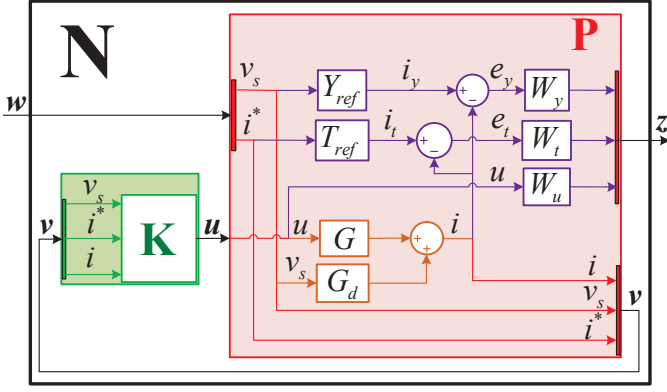 N
P
w
v_s
i^*
Y_ref
i_y
+
−
e_y
W_y
T_ref
i_t
+
−
e_t
W_t
z
u
W_u
v
v_s
i^*
i
K
u
u
G
+
+
i
v_s
G_d
i
v_s
i^*
v